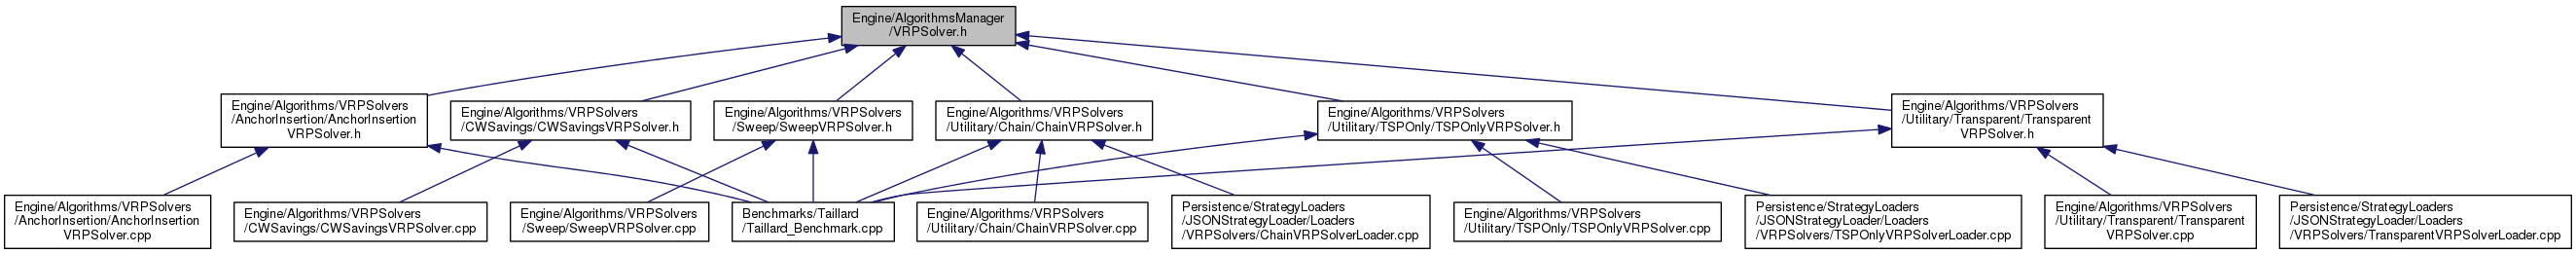 Engine/AlgorithmsManager
/VRPSolver.h
Engine/Algorithms/VRPSolvers
/AnchorInsertion/AnchorInsertion
VRPSolver.h
Engine/Algorithms/VRPSolvers
/CWSavings/CWSavingsVRPSolver.h
Engine/Algorithms/VRPSolvers
/Sweep/SweepVRPSolver.h
Engine/Algorithms/VRPSolvers
/Utilitary/Chain/ChainVRPSolver.h
Engine/Algorithms/VRPSolvers
/Utilitary/TSPOnly/TSPOnlyVRPSolver.h
Engine/Algorithms/VRPSolvers
/Utilitary/Transparent/Transparent
VRPSolver.h
Engine/Algorithms/VRPSolvers
/AnchorInsertion/AnchorInsertion
VRPSolver.cpp
Engine/Algorithms/VRPSolvers
/CWSavings/CWSavingsVRPSolver.cpp
Engine/Algorithms/VRPSolvers
/Sweep/SweepVRPSolver.cpp
Benchmarks/Taillard
/Taillard_Benchmark.cpp
Engine/Algorithms/VRPSolvers
/Utilitary/Chain/ChainVRPSolver.cpp
Persistence/StrategyLoaders
/JSONStrategyLoader/Loaders
/VRPSolvers/ChainVRPSolverLoader.cpp
Engine/Algorithms/VRPSolvers
/Utilitary/TSPOnly/TSPOnlyVRPSolver.cpp
Persistence/StrategyLoaders
/JSONStrategyLoader/Loaders
/VRPSolvers/TSPOnlyVRPSolverLoader.cpp
Engine/Algorithms/VRPSolvers
/Utilitary/Transparent/Transparent
VRPSolver.cpp
Persistence/StrategyLoaders
/JSONStrategyLoader/Loaders
/VRPSolvers/TransparentVRPSolverLoader.cpp